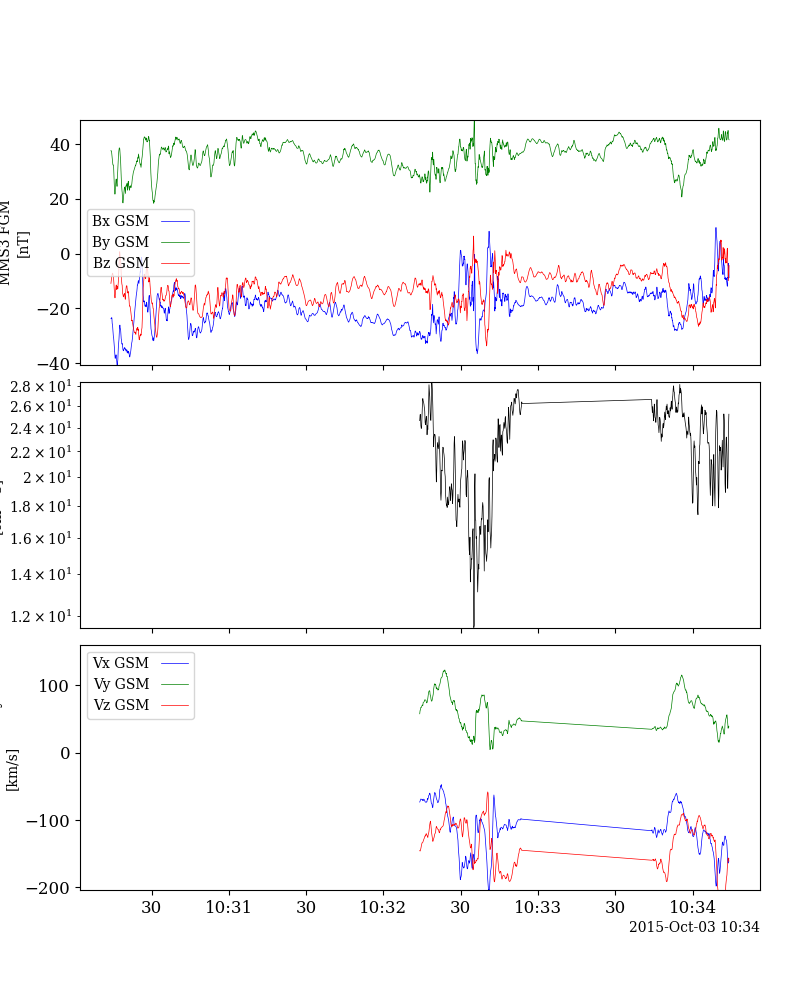 MMS3 FGM
[nT]
40
20
0
−20
−40
Bx GSM
By GSM
Bz GSM
2.8 × 10¹
2.6 × 10¹
2.4 × 10¹
2.2 × 10¹
2 × 10¹
1.8 × 10¹
1.6 × 10¹
1.4 × 10¹
1.2 × 10¹
[km/s]
100
0
−100
−200
Vx GSM
Vy GSM
Vz GSM
30
10:31
30
10:32
30
10:33
30
10:34
2015-Oct-03 10:34